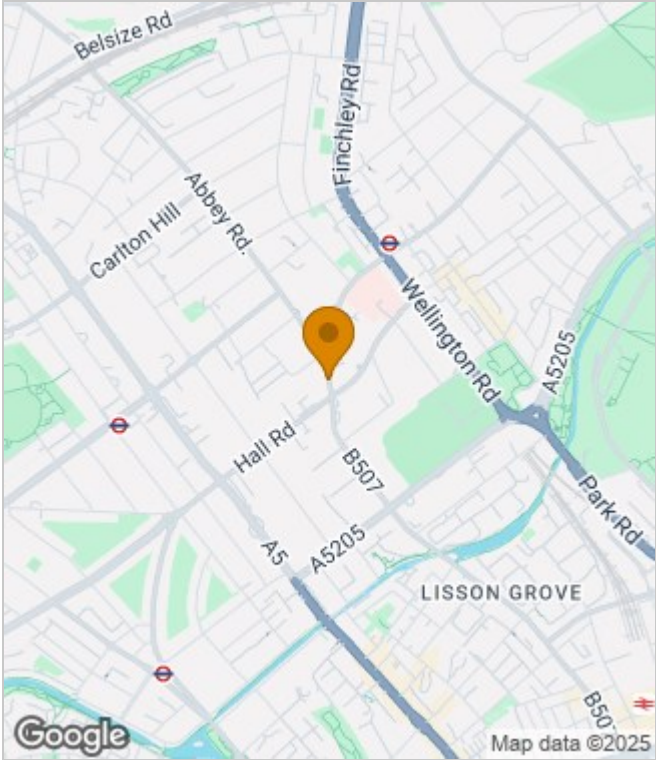 Belsize Rd
Finchley Rd
Abbey Rd.
Carlton Hill
Wellington Rd
A5205
Hall Rd
B507
Park Rd
A5
A5205
LISSON GROVE
B507
Google
Map data ©2025